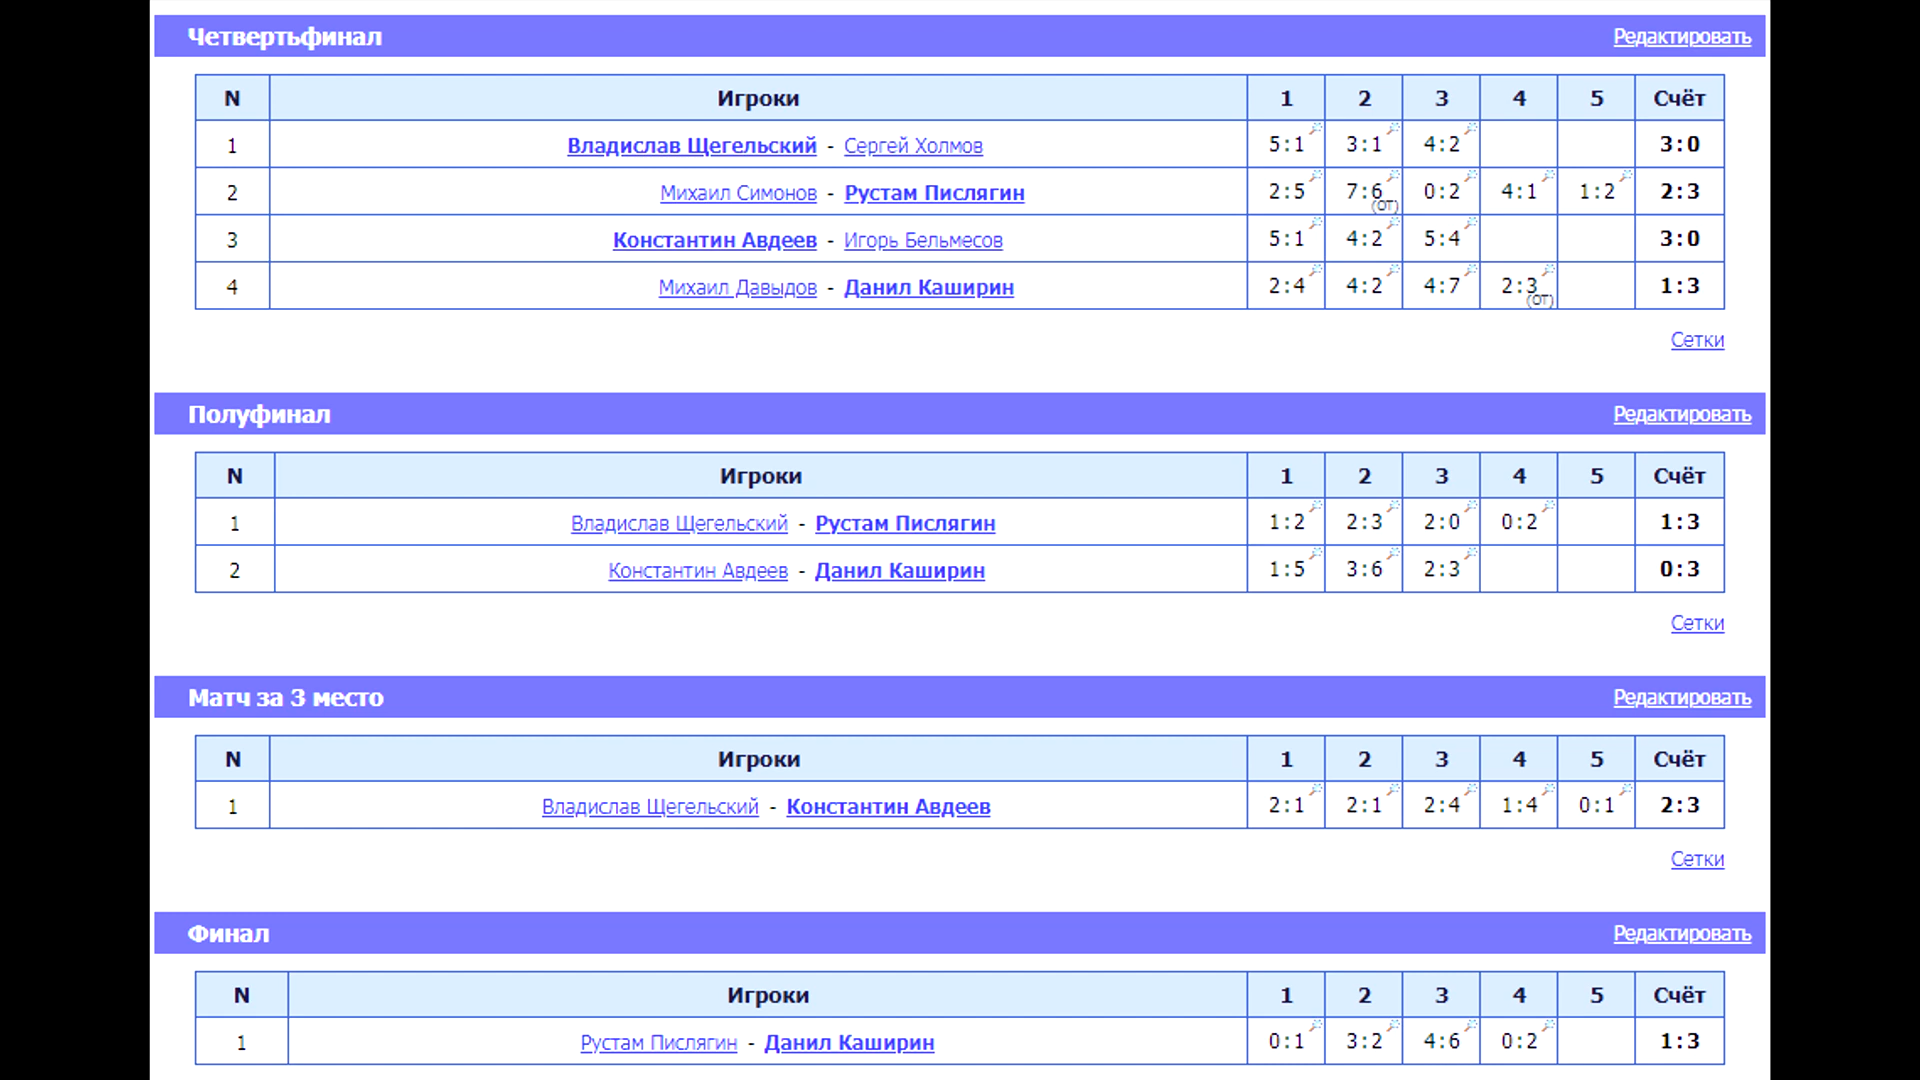 Четвертьфинал Редактировать
N Игроки 1 2 3 4 5 Счёт
1 Владислав Щегельский - Сергей Холмов 5:1 3:1 4:2 3:0
2 Михаил Симонов - Рустам Пислягин 2:5 7:6 (ОТ) 0:2 4:1 1:2 2:3
3 Константин Авдеев - Игорь Бельмесов 5:1 4:2 5:4 3:0
4 Михаил Давыдов - Данил Каширин 2:4 4:2 4:7 2:3 (ОТ) 1:3
Сетки
Полуфинал Редактировать
N Игроки 1 2 3 4 5 Счёт
1 Владислав Щегельский - Рустам Пислягин 1:2 2:3 2:0 0:2 1:3
2 Константин Авдеев - Данил Каширин 1:5 3:6 2:3 0:3
Сетки
Матч за 3 место Редактировать
N Игроки 1 2 3 4 5 Счёт
1 Владислав Щегельский - Константин Авдеев 2:1 2:1 2:4 1:4 0:1 2:3
Сетки
Финал Редактировать
N Игроки 1 2 3 4 5 Счёт
1 Рустам Пислягин - Данил Каширин 0:1 3:2 4:6 0:2 1:3